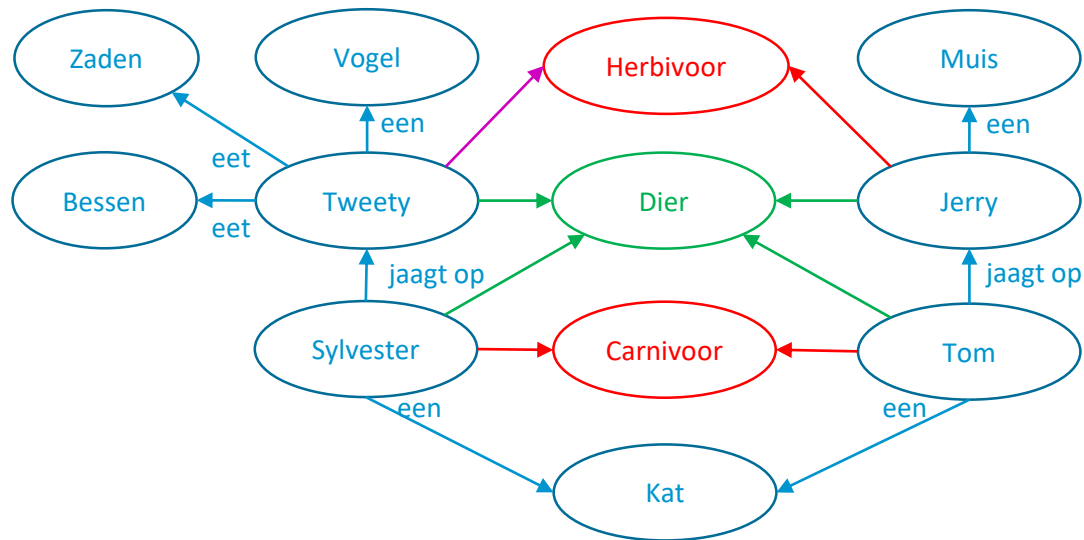 Zaden
Vogel
Herbivoor
Muis
een
een
eet
Bessen
Tweety
Dier
Jerry
eet
jaagt op
jaagt op
Sylvester
Carnivoor
Tom
een
een
Kat